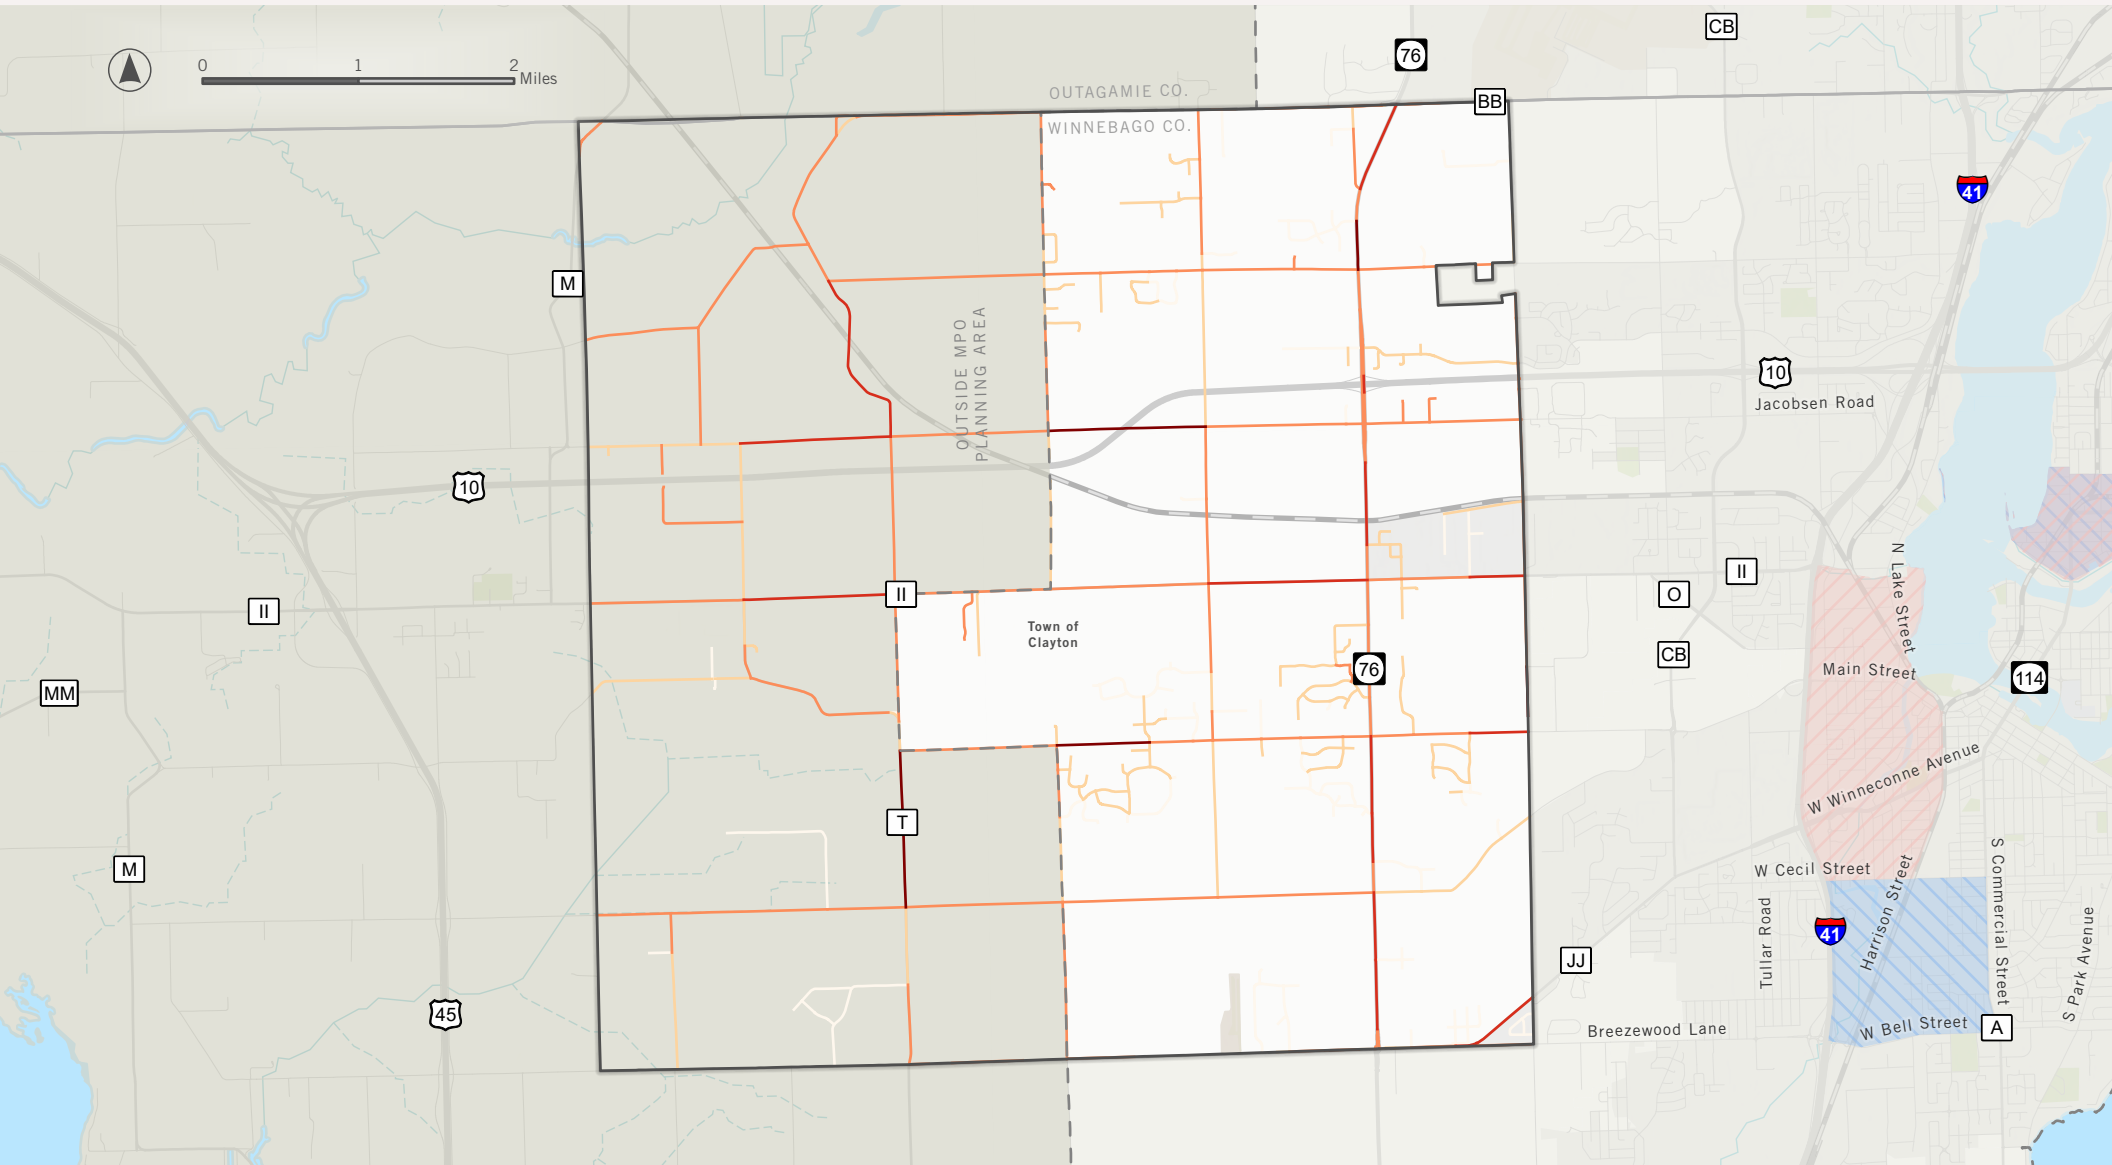 CB
76
0 1 2
Miles
OUTAGAMIE CO.
BB
WINNEBAGO CO.
41
M
OUTSIDE MPO
PLANNING AREA
10
Jacobsen Road
10
N Lake Street
II
II
II
O
Town of
Clayton
CB
76
Main Street
114
MM
W Winneconne Avenue
T
M
W Cecil Street
S Commercial Street
Harrison Street
Tullar Road
41
S Park Avenue
JJ
45
Breezewood Lane
W Bell Street
A